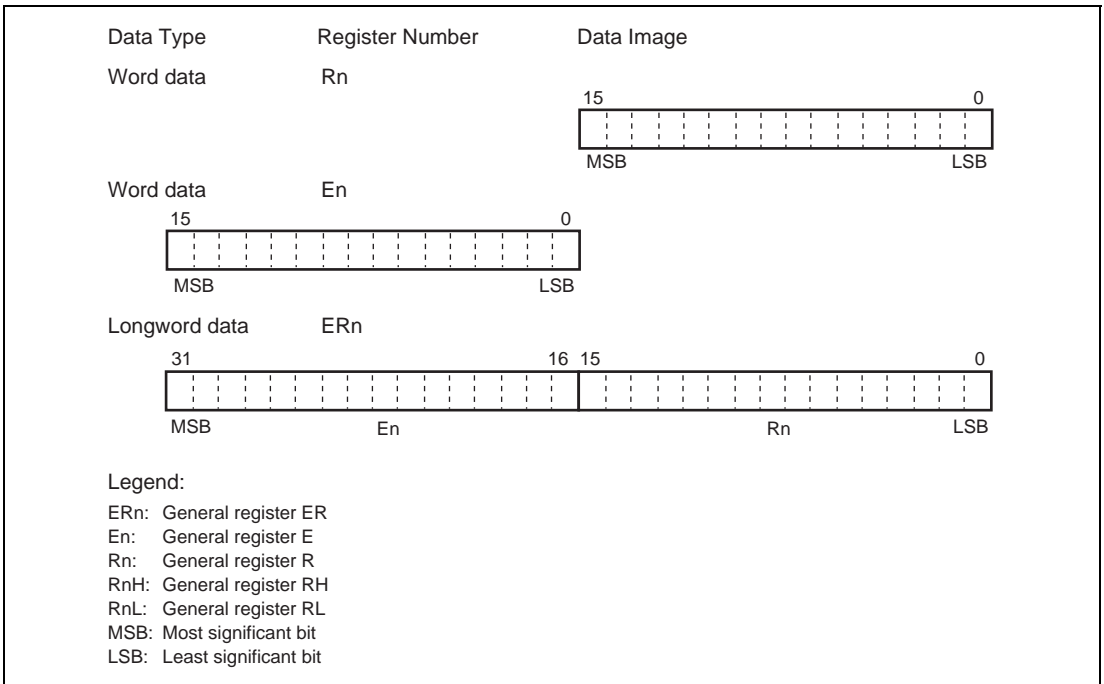 Data Type Register Number Data Image
Word data Rn
15 0
MSB LSB
Word data En
15 0
MSB LSB
Longword data ERn
31 16 15 0
MSB En Rn LSB
Legend:
ERn: General register ER
En: General register E
Rn: General register R
RnH: General register RH
RnL: General register RL
MSB: Most significant bit
LSB: Least significant bit